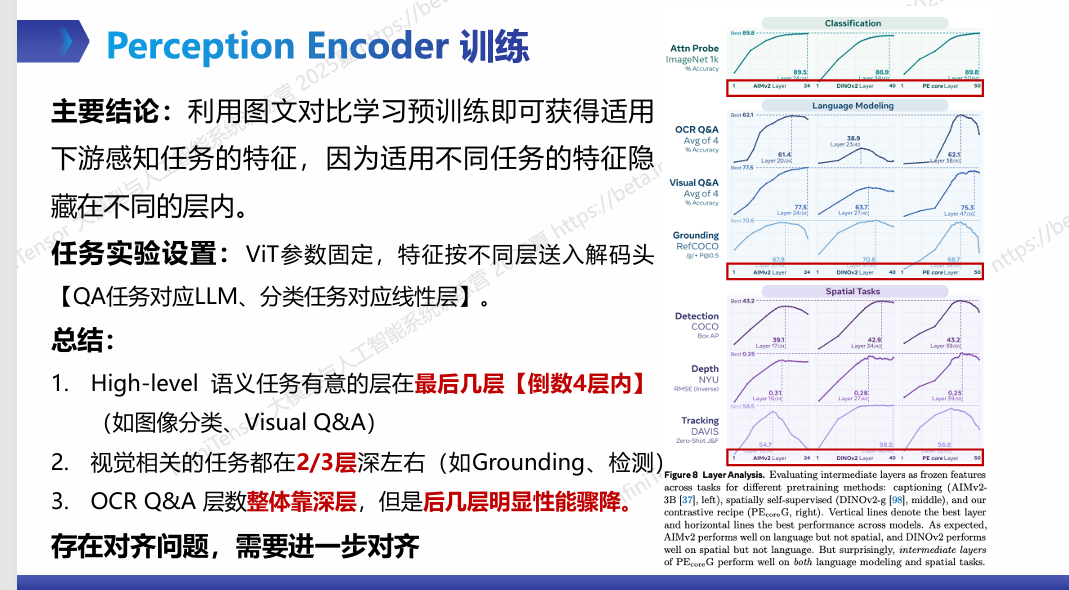 Perception Encoder 训练
主要结论：利用图文对比学习预训练即可获得适用
下游感知任务的特征，因为适用不同任务的特征隐
藏在不同的层内。
任务实验设置：ViT参数固定，特征按不同层送入解码头
【QA任务对应LLM、分类任务对应线性层】。
总结：
1. High-level 语义任务有意的层在最后几层【倒数4层内】
（如图像分类、Visual Q&A）
2. 视觉相关的任务都在2/3层深左右（如Grounding、检测）
3. OCR Q&A 层数整体靠深层，但是后几层明显性能骤降。
存在对齐问题，需要进一步对齐
Classification
Best 89.8
Attn Probe
ImageNet 1k
% Accuracy
89.5 86.9 89.8
1 AIMv2 Layer 24 1 DINOv2 Layer 40 1 PE core Layer 50
Language Modeling
Best 62.1
OCR Q&A
Avg of 4
% Accuracy
61.4 38.9 62.1
Layer 20/24 Layer 23/40 Layer 38/50
Best 77.5
Visual Q&A
Avg of 4
% Accuracy
77.5 63.7 75.3
Layer 24/24 Layer 27/40 Layer 47/50
Best 70.6
Grounding
RefCOCO
/g/+ P@0.5
67.9 70.6 68.7
1 AIMv2 Layer 24 1 DINOv2 Layer 40 1 PE core Layer 50
Spatial Tasks
Best 43.2
Detection
COCO
Box AP
39.1 42.9 43.2
Layer 17/24 Layer 34/40 Layer 39/50
Best 0.25
Depth
NYU
RMSE (Inverse)
0.31 0.28 0.25
Layer 16/24 Layer 27/40 Layer 39/50
Best 58.5
Tracking
DAVIS
Zero-Shot J&F
54.7 58.5 56.8
1 AIMv2 Layer 24 1 DINOv2 Layer 40 1 PE core Layer 50
Figure 8 Layer Analysis. Evaluating intermediate layers as frozen features
across tasks for different pretraining methods: captioning (AIMv2-
3B [37], left), spatially self-supervised (DINOv2-g [98], middle), and our
contrastive recipe (PEcoreG, right). Vertical lines denote the best layer
and horizontal lines the best performance across models. As expected,
AIMv2 performs well on language but not spatial, and DINOv2 performs
well on spatial but not language. But surprisingly, intermediate layers
of PEcoreG perform well on both language modeling and spatial tasks.